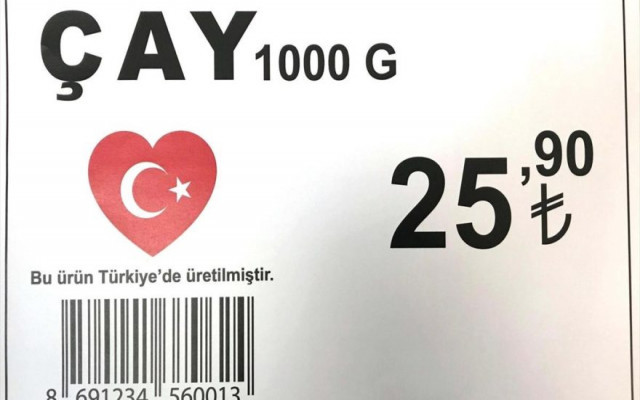 ÇAY 1000 G
25,90 ₺
Bu ürün Türkiye'de üretilmiştir.
8 691234 560013